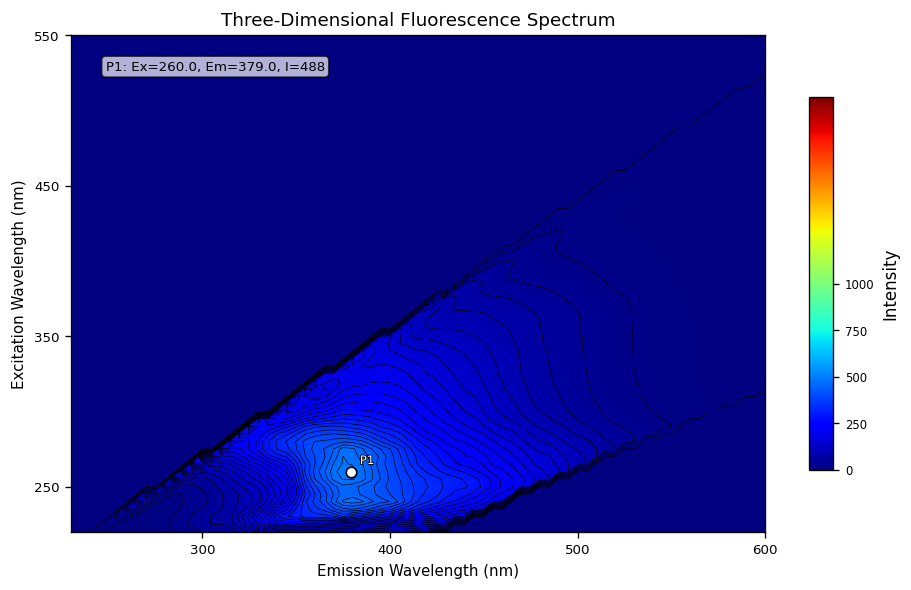 Three-Dimensional Fluorescence Spectrum
P1: Ex=260.0, Em=379.0, I=488
550
450
350
250
Excitation Wavelength (nm)
P1
300
400
500
600
Emission Wavelength (nm)
1000
750
500
250
0
Intensity